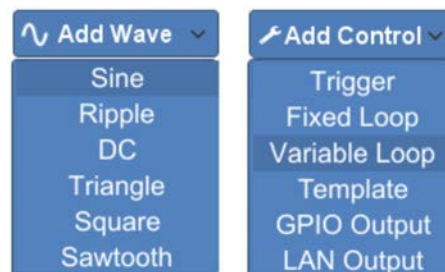 Add Wave
Sine
Ripple
DC
Triangle
Square
Sawtooth
Add Control
Trigger
Fixed Loop
Variable Loop
Template
GPIO Output
LAN Output